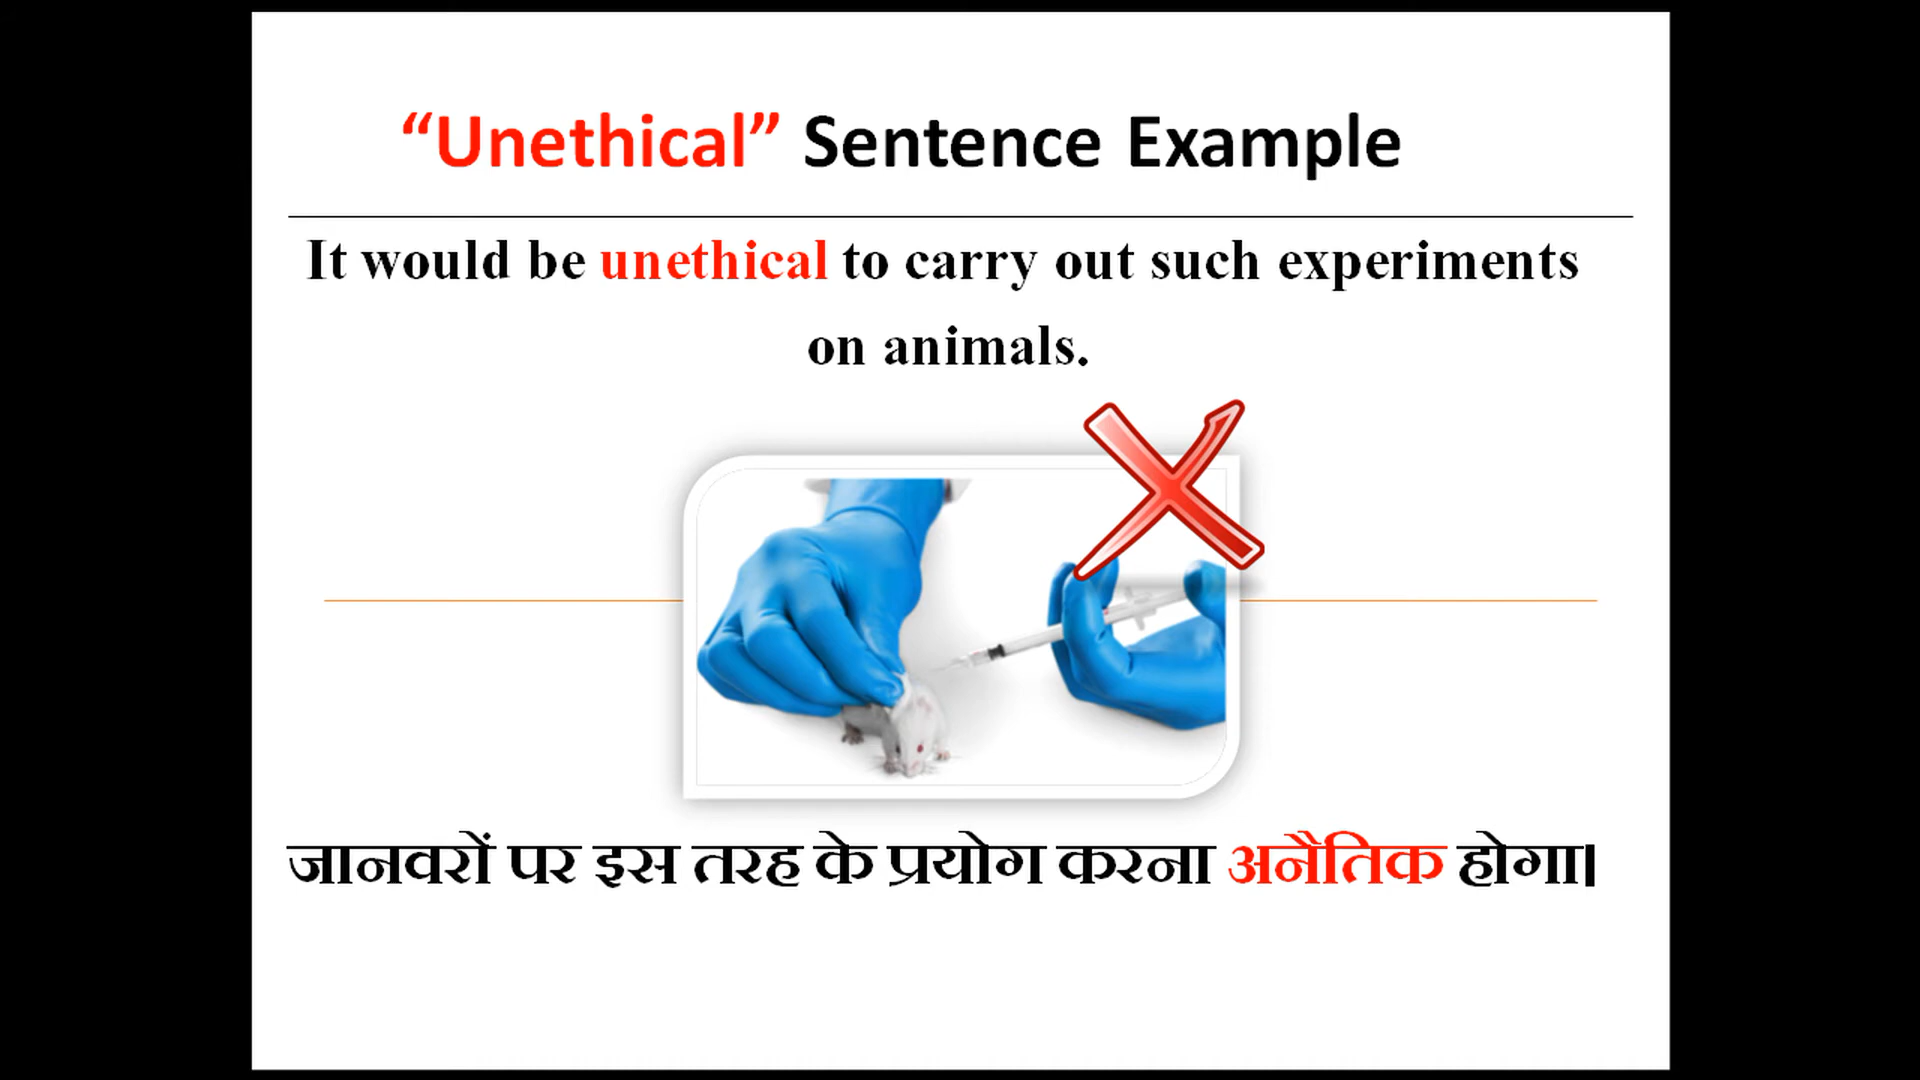 “Unethical” Sentence Example
It would be unethical to carry out such experiments
on animals.
जानवरों पर इस तरह के प्रयोग करना अनैतिक होगा।